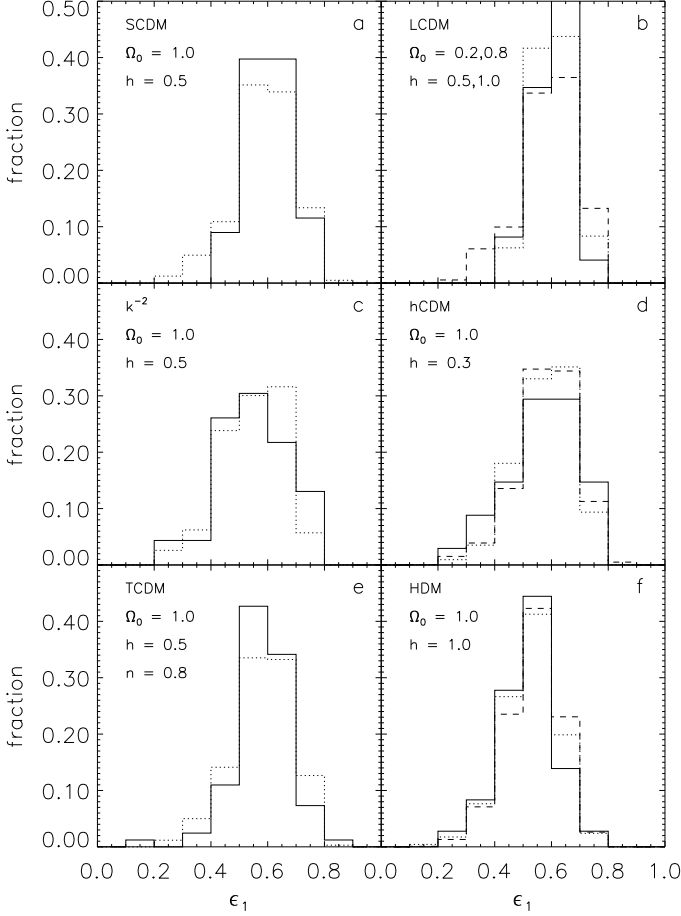 0.50
SCDM a
Ω₀ = 1.0
h = 0.5
0.40
0.30
0.20
0.10
0.00
fraction
LCDM b
Ω₀ = 0.2,0.8
h = 0.5,1.0
k⁻² c
Ω₀ = 1.0
h = 0.5
0.40
0.30
0.20
0.10
0.00
fraction
hCDM d
Ω₀ = 1.0
h = 0.3
TCDM e
Ω₀ = 1.0
h = 0.5
n = 0.8
0.40
0.30
0.20
0.10
0.00
fraction
HDM f
Ω₀ = 1.0
h = 1.0
0.0 0.2 0.4 0.6 0.8 0.0 0.2 0.4 0.6 0.8 1.0
ϵ₁ ϵ₁